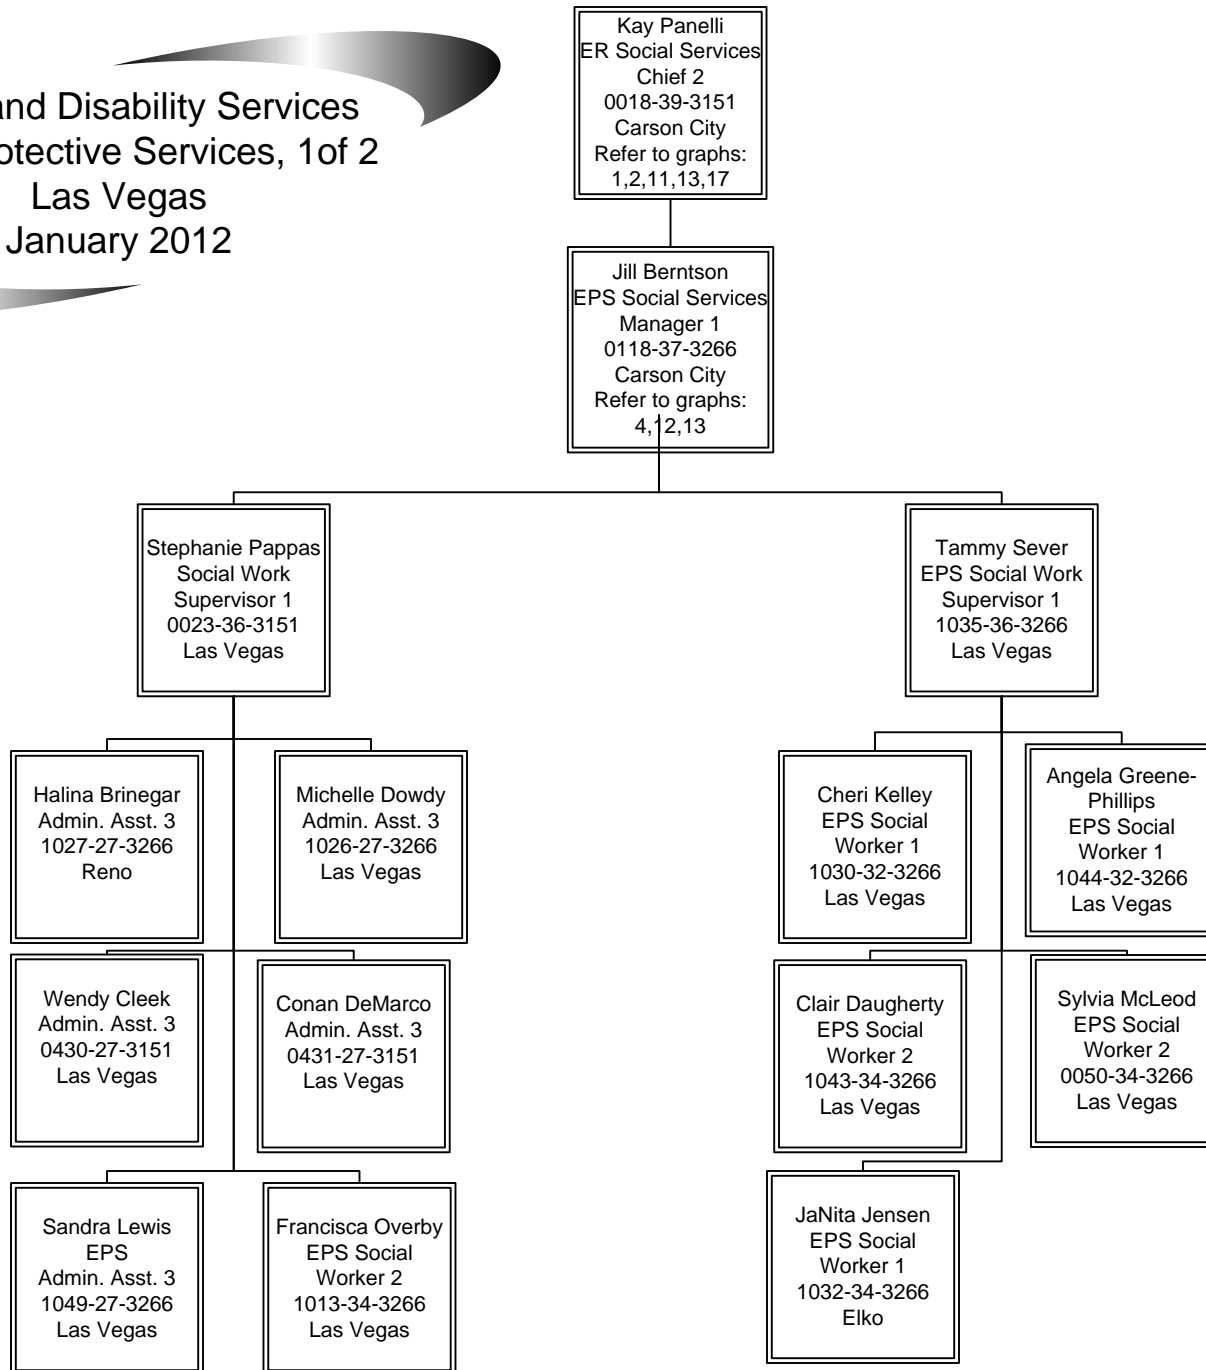 and Disability Services
otective Services, 1of 2
Las Vegas
January 2012
Kay Panelli
ER Social Services
Chief 2
0018-39-3151
Carson City
Refer to graphs:
1,2,11,13,17
Jill Berntson
EPS Social Services
Manager 1
0118-37-3266
Carson City
Refer to graphs:
4,12,13
Stephanie Pappas
Social Work
Supervisor 1
0023-36-3151
Las Vegas
Tammy Sever
EPS Social Work
Supervisor 1
1035-36-3266
Las Vegas
Halina Brinegar
Admin. Asst. 3
1027-27-3266
Reno
Michelle Dowdy
Admin. Asst. 3
1026-27-3266
Las Vegas
Cheri Kelley
EPS Social
Worker 1
1030-32-3266
Las Vegas
Angela Greene-
Phillips
EPS Social
Worker 1
1044-32-3266
Las Vegas
Wendy Cleek
Admin. Asst. 3
0430-27-3151
Las Vegas
Conan DeMarco
Admin. Asst. 3
0431-27-3151
Las Vegas
Clair Daugherty
EPS Social
Worker 2
1043-34-3266
Las Vegas
Sylvia McLeod
EPS Social
Worker 2
0050-34-3266
Las Vegas
Sandra Lewis
EPS
Admin. Asst. 3
1049-27-3266
Las Vegas
Francisca Overby
EPS Social
Worker 2
1013-34-3266
Las Vegas
JaNita Jensen
EPS Social
Worker 1
1032-34-3266
Elko